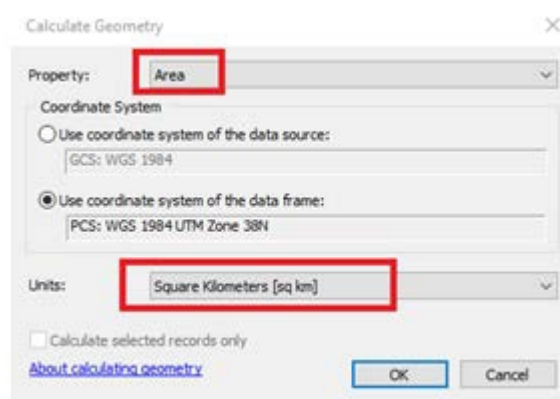 Calculate Geometry
Property:
Area
Coordinate System
Use coordinate system of the data source:
GCS: WGS 1984
Use coordinate system of the data frame:
PCS: WGS 1984 UTM Zone 38N
Units:
Square Kilometers [sq km]
Calculate selected records only
About calculating geometry
OK
Cancel